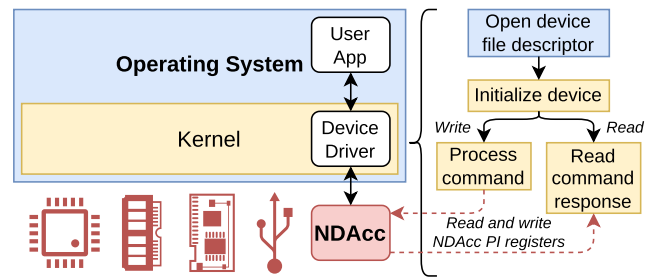 Operating System
User
App
Kernel
Device
Driver
NDAcc
Open device
file descriptor
Initialize device
Write
Read
Process
command
Read
command
response
Read and write
NDAcc PI registers